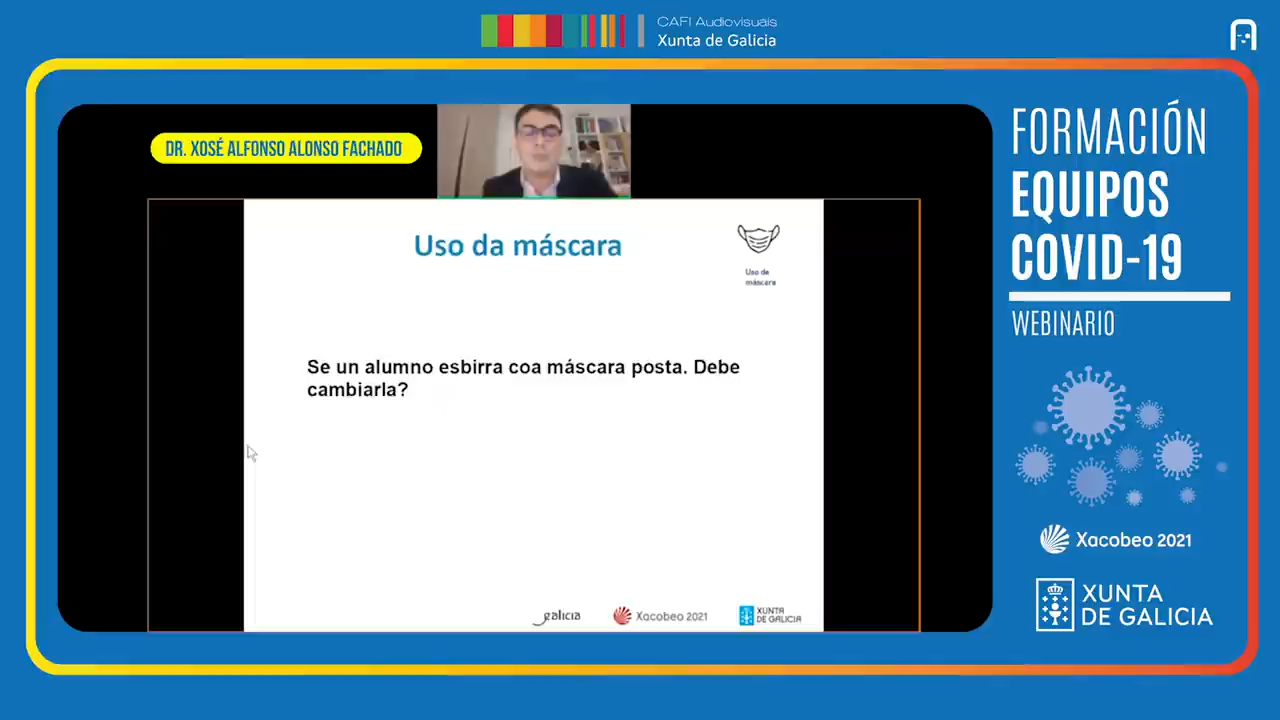 CAFI Audiovisuais
Xunta de Galicia
DR. XOSÉ ALFONSO ALONSO FACHADO
FORMACIÓN
EQUIPOS
COVID-19
WEBINARIO
Uso da máscara
Uso da
máscara
Se un alumno esbirra coa máscara posta. Debe
cambiarla?
galicia
Xacobeo 2021
XUNTA
DE GALICIA
Xacobeo 2021
XUNTA
DE GALICIA